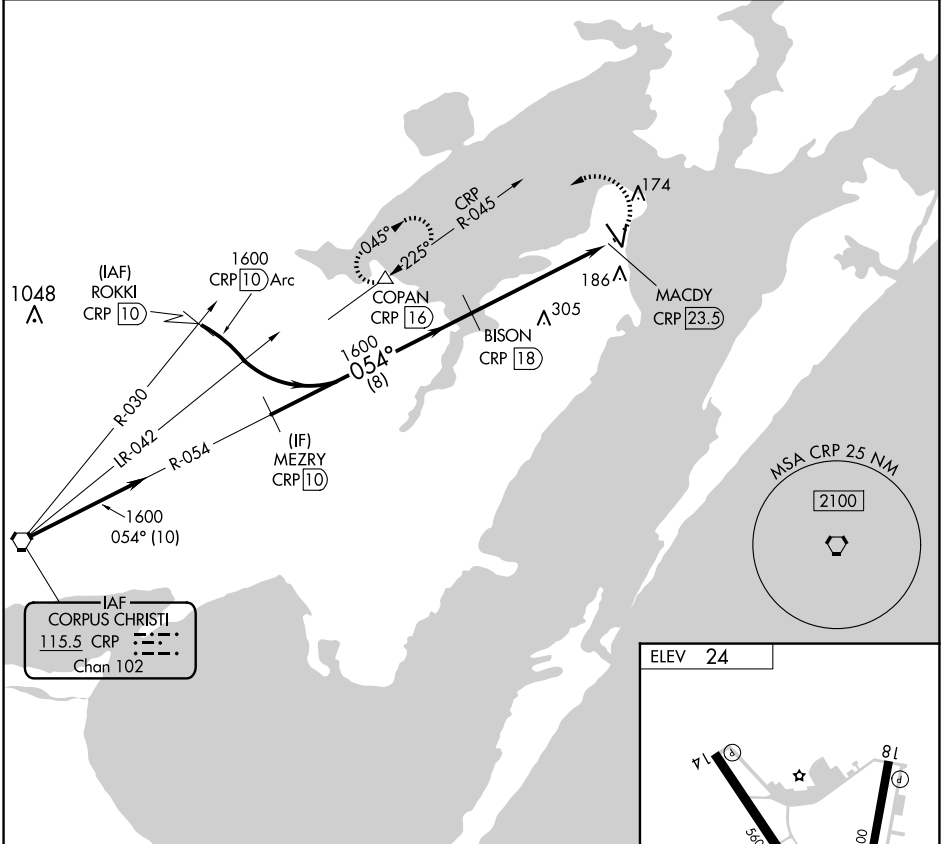 174
CRP
R-045
045°
225°
1600
CRP 10 Arc
(IAF)
ROKKI
CRP 10
1048
186
COPAN
CRP 16
MACDY
CRP 23.5
305
BISON
CRP 18
1600
054°
(8)
R-030
LR-042
R-054
(IF)
MEZRY
CRP 10
MSA CRP 25 NM
2100
1600
054° (10)
IAF
CORPUS CHRISTI
115.5 CRP
Chan 102
ELEV 24
14
P
18
P
560
00